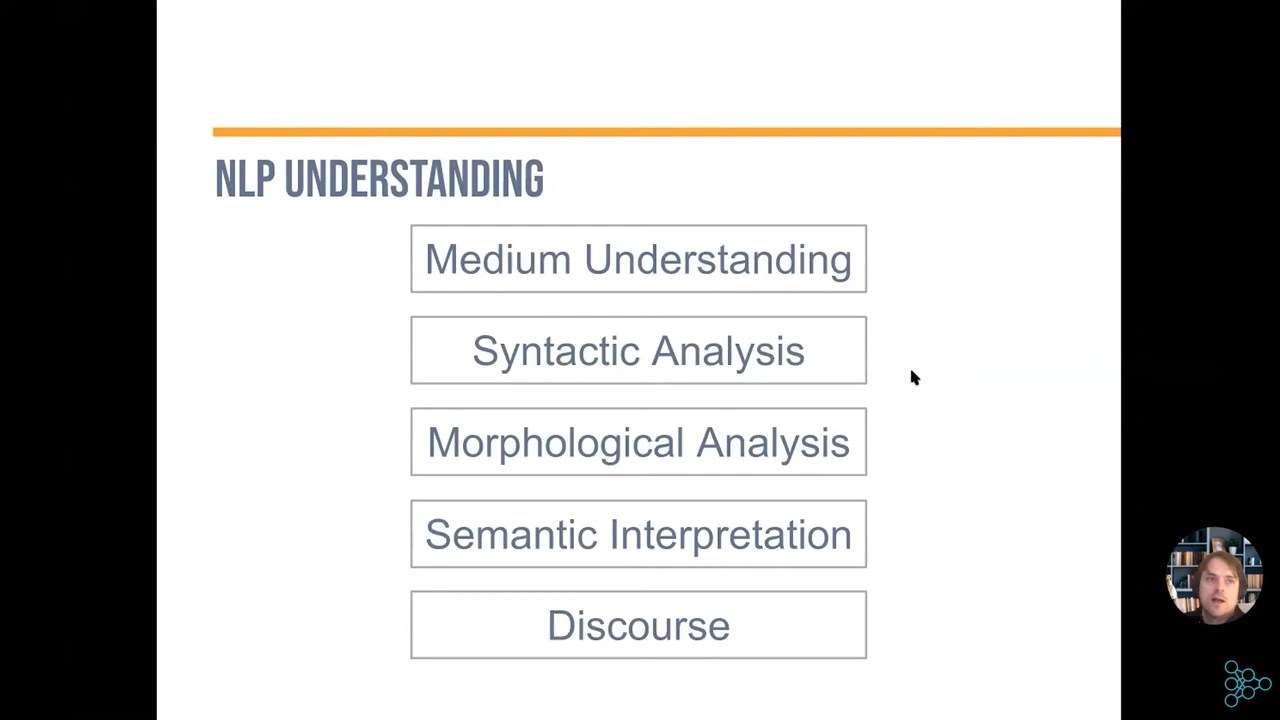 NLP UNDERSTANDING
Medium Understanding
Syntactic Analysis
Morphological Analysis
Semantic Interpretation
Discourse